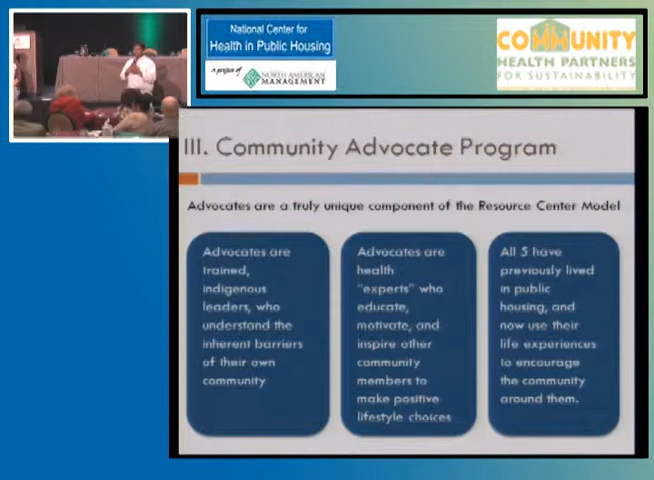 National Center for
Health in Public Housing
a project of NORTH AMERICAN
MANAGEMENT
COMMUNITY
HEALTH PARTNERS
FOR SUSTAINABILITY
III. Community Advocate Program
Advocates are a truly unique component of the Resource Center Model
Advocates are
trained,
indigenous
leaders, who
understand the
inherent barriers
of their own
community
Advocates are
health
"experts" who
educate,
motivate, and
inspire other
community
members to
make positive
lifestyle choices
All 5 have
previously lived
in public
housing, and
now use their
life experiences
to encourage
the community
around them.